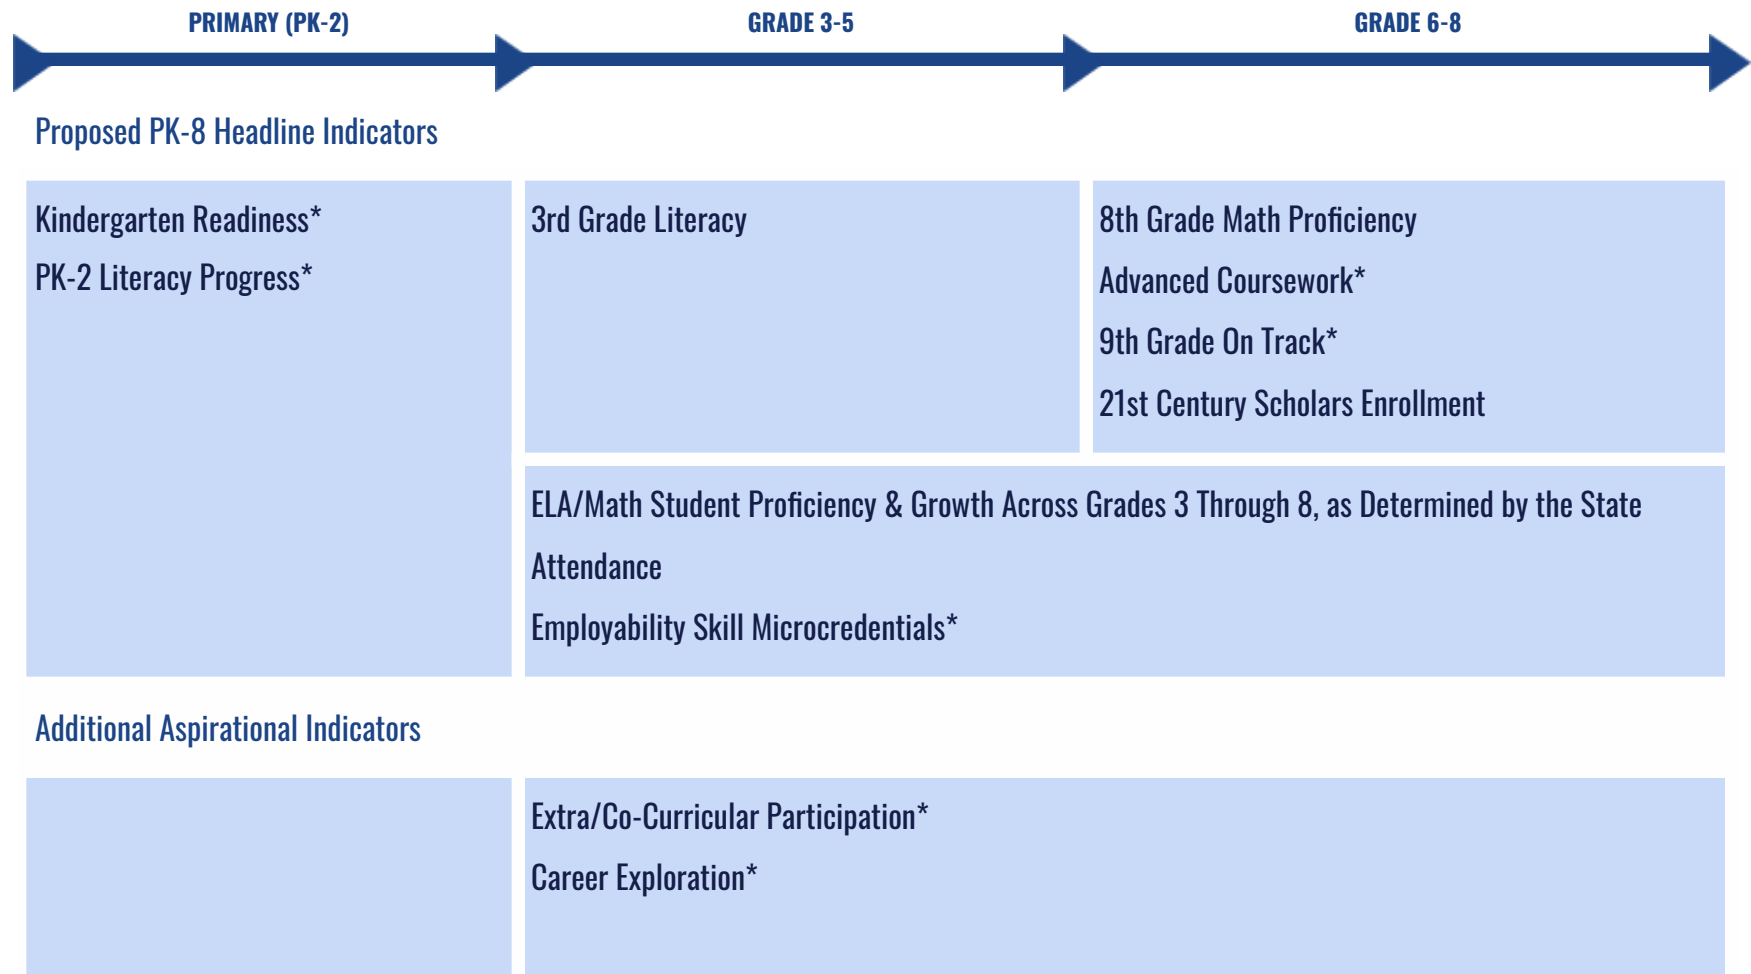 PRIMARY (PK-2)
GRADE 3-5
GRADE 6-8
Proposed PK-8 Headline Indicators
Kindergarten Readiness*
PK-2 Literacy Progress*
3rd Grade Literacy
8th Grade Math Proficiency
Advanced Coursework*
9th Grade On Track*
21st Century Scholars Enrollment
ELA/Math Student Proficiency & Growth Across Grades 3 Through 8, as Determined by the State
Attendance
Employability Skill Microcredentials*
Additional Aspirational Indicators
Extra/Co-Curricular Participation*
Career Exploration*